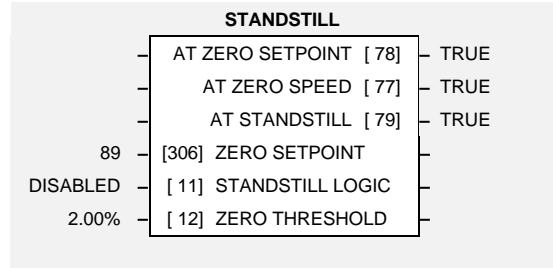 STANDSTILL
– AT ZERO SETPOINT [ 78] – TRUE
– AT ZERO SPEED [ 77] – TRUE
– AT STANDSTILL [ 79] – TRUE
89 – [306] ZERO SETPOINT –
DISABLED – [ 11] STANDSTILL LOGIC –
2.00% – [ 12] ZERO THRESHOLD –